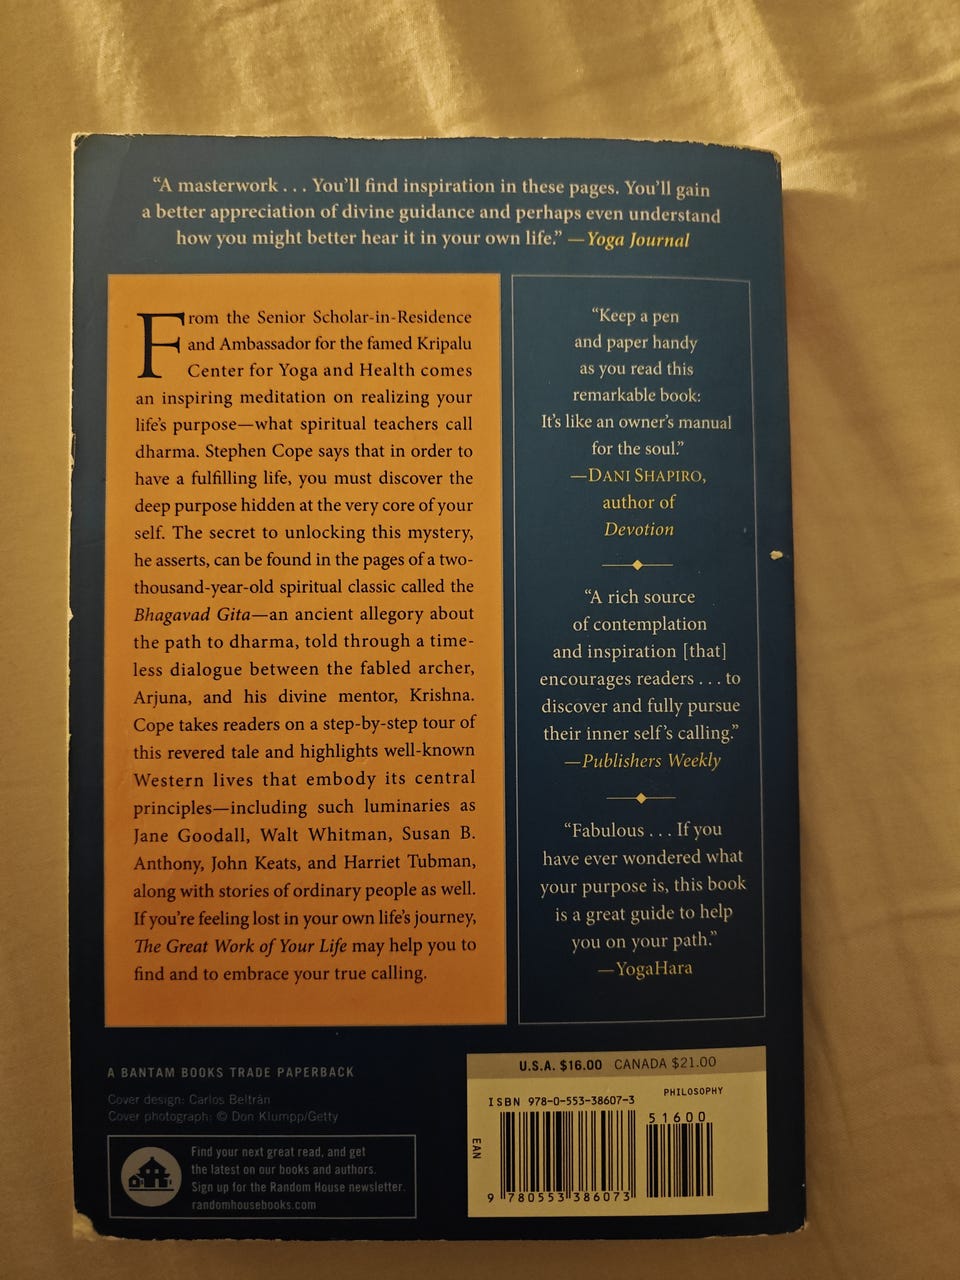 “A masterwork . . . You’ll find inspiration in these pages. You’ll gain
a better appreciation of divine guidance and perhaps even understand
how you might better hear it in your own life.” —Yoga Journal
From the Senior Scholar-in-Residence
and Ambassador for the famed Kripalu
Center for Yoga and Health comes
an inspiring meditation on realizing your
life’s purpose—what spiritual teachers call
dharma. Stephen Cope says that in order to
have a fulfilling life, you must discover the
deep purpose hidden at the very core of your
self. The secret to unlocking this mystery,
he asserts, can be found in the pages of a two-
thousand-year-old spiritual classic called the
Bhagavad Gita—an ancient allegory about
the path to dharma, told through a time-
less dialogue between the fabled archer,
Arjuna, and his divine mentor, Krishna.
Cope takes readers on a step-by-step tour of
this revered tale and highlights well-known
Western lives that embody its central
principles—including such luminaries as
Jane Goodall, Walt Whitman, Susan B.
Anthony, John Keats, and Harriet Tubman,
along with stories of ordinary people as well.
If you’re feeling lost in your own life’s journey,
The Great Work of Your Life may help you to
find and to embrace your true calling.
“Keep a pen
and paper handy
as you read this
remarkable book:
It’s like an owner’s manual
for the soul.”
—DANI SHAPIRO,
author of
Devotion
“A rich source
of contemplation
and inspiration [that]
encourages readers . . . to
discover and fully pursue
their inner self’s calling.”
—Publishers Weekly
“Fabulous . . . If you
have ever wondered what
your purpose is, this book
is a great guide to help
you on your path.”
—YogaHara
A BANTAM BOOKS TRADE PAPERBACK
Cover design: Carlos Beltrán
Cover photograph: © Don Klumpp/Getty
Find your next great read, and get
the latest on our books and authors.
Sign up for the Random House newsletter.
randomhousebooks.com
U.S.A. $16.00 CANADA $21.00
PHILOSOPHY
ISBN 978-0-553-38607-3
51600
EAN
9 780553 386073